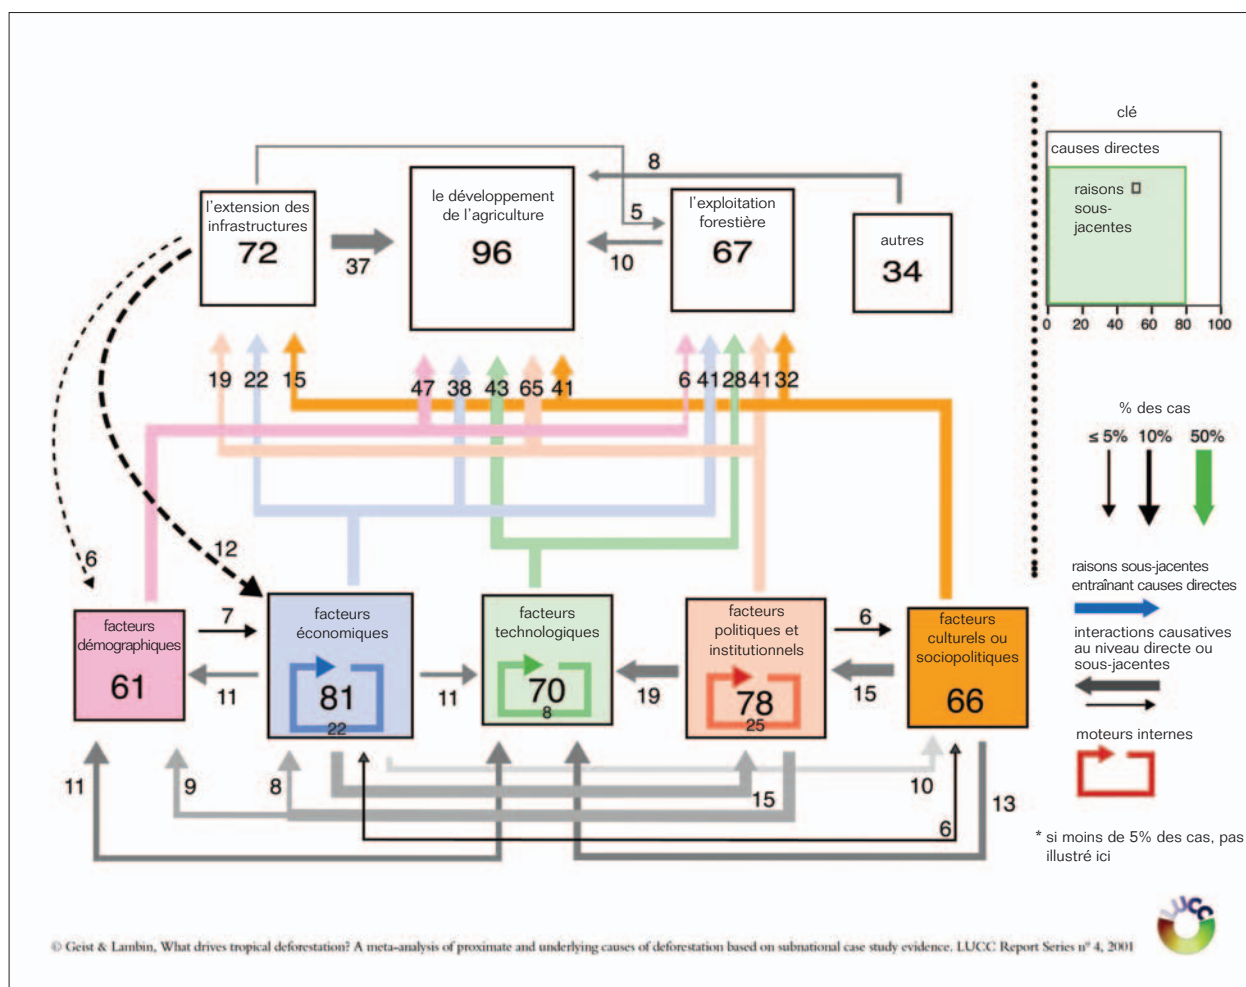 clé
causes directes
raisons
sous-
jacentes
0 20 40 60 80 100
l'extension des
infrastructures
72
le développement
de l'agriculture
96
l'exploitation
forestière
67
autres
34
8
5
37
10
19 22 15
47 38 43 65 41
6 41 28 41 32
% des cas
≤ 5% 10% 50%
6
12
raisons sous-jacentes
entraînant causes directes
interactions causatives
au niveau directe ou
sous-jacentes
moteurs internes
* si moins de 5% des cas, pas
illustré ici
facteurs
démographiques
61
7
11
facteurs
économiques
81
22
11
facteurs
technologiques
70
8
19
facteurs
politiques et
institutionnels
78
25
6
15
facteurs
culturels ou
sociopolitiques
66
11
9
8
15
10
6
13
LUCC
© Geist & Lambin, What drives tropical deforestation? A meta-analysis of proximate and underlying causes of deforestation based on subnational case study evidence. LUCC Report Series nº 4, 2001